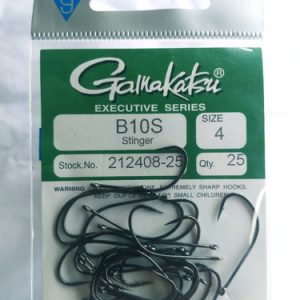 g
Gamakatsu®
EXECUTIVE SERIES
B10S
Stinger
SIZE
4
Stock.No. 212408-25 Qty. 25
WARNING EXTREMELY SHARP HOOKS.
KEEP OUT OF SMALL CHILDREN.